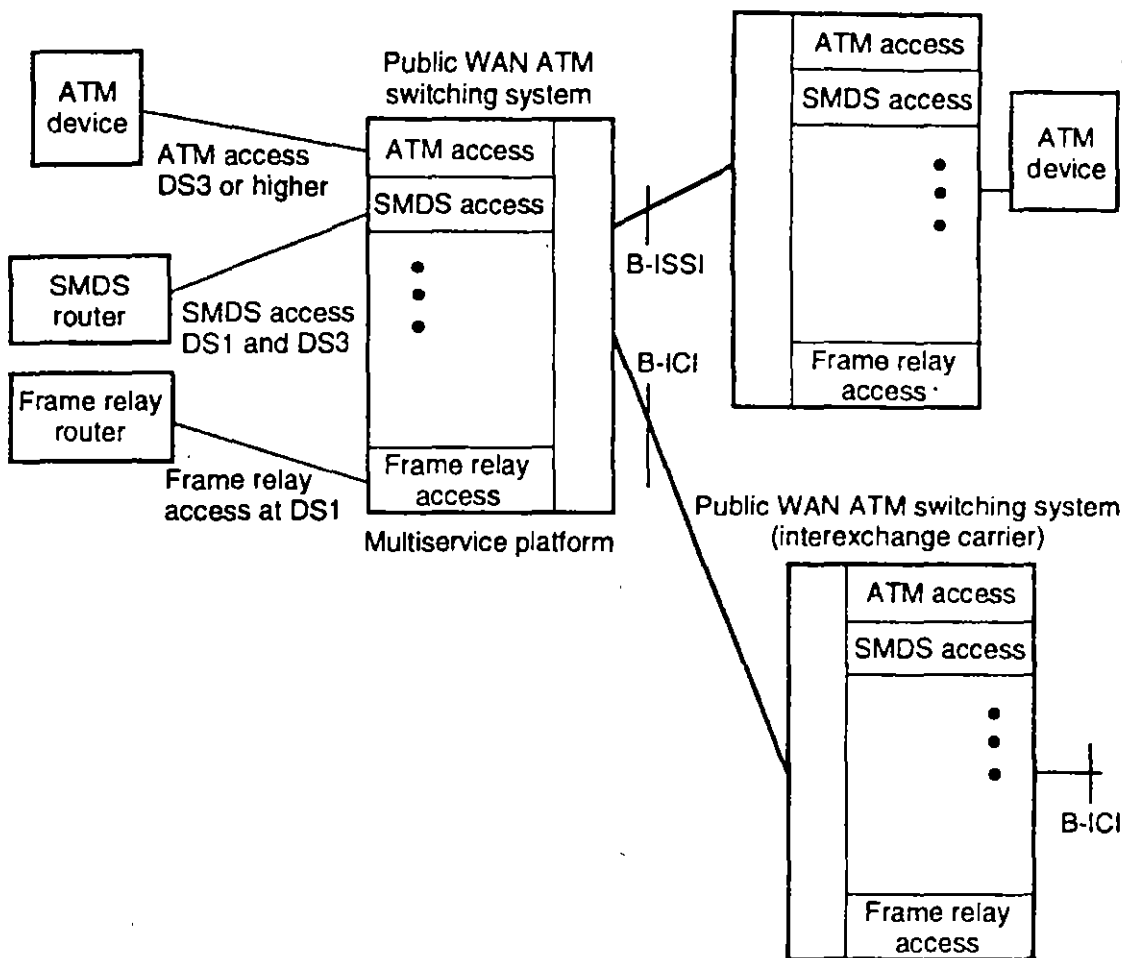 ATM
device
ATM access
DS3 or higher
SMDS
router
SMDS access
DS1 and DS3
Frame relay
router
Frame relay
access at DS1
Public WAN ATM
switching system
ATM access
SMDS access
Frame relay
access
Multiservice platform
B-ISSI
B-ICI
ATM access
SMDS access
Frame relay
access
ATM
device
Public WAN ATM switching system
(interexchange carrier)
ATM access
SMDS access
Frame relay
access
B-ICI